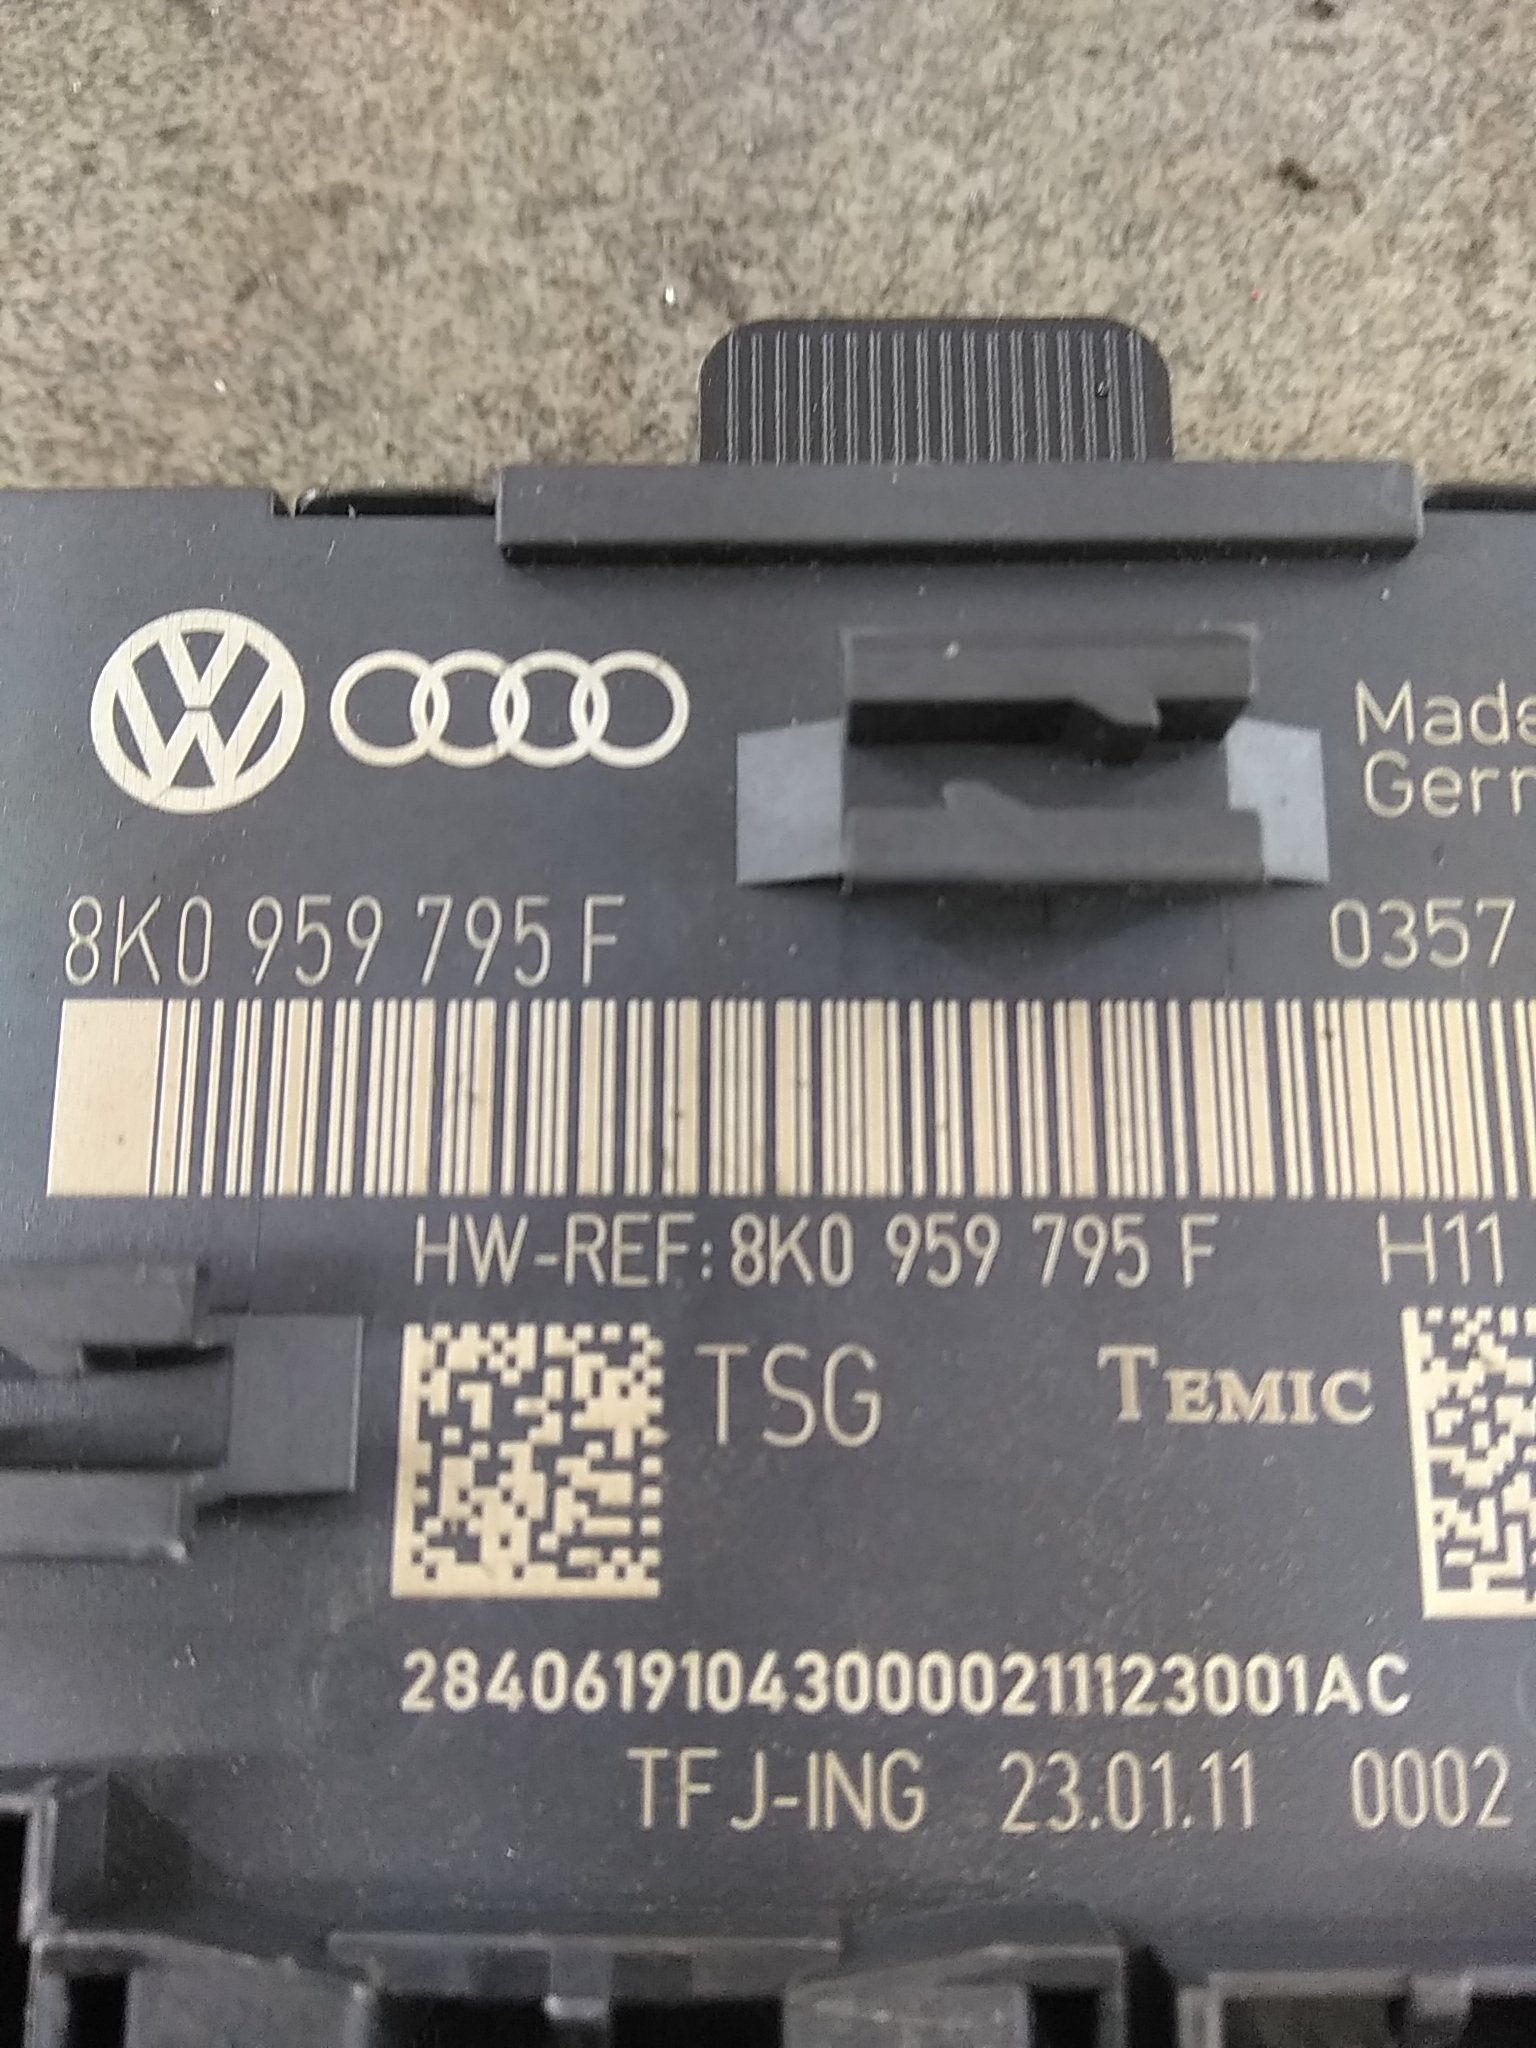 Made
Germ
8K0 959 795 F
0357
HW-REF: 8K0 959 795 F H11
TSG TEMIC
2840619104300000211123001AC
TFJ-ING 23.01.11 0002